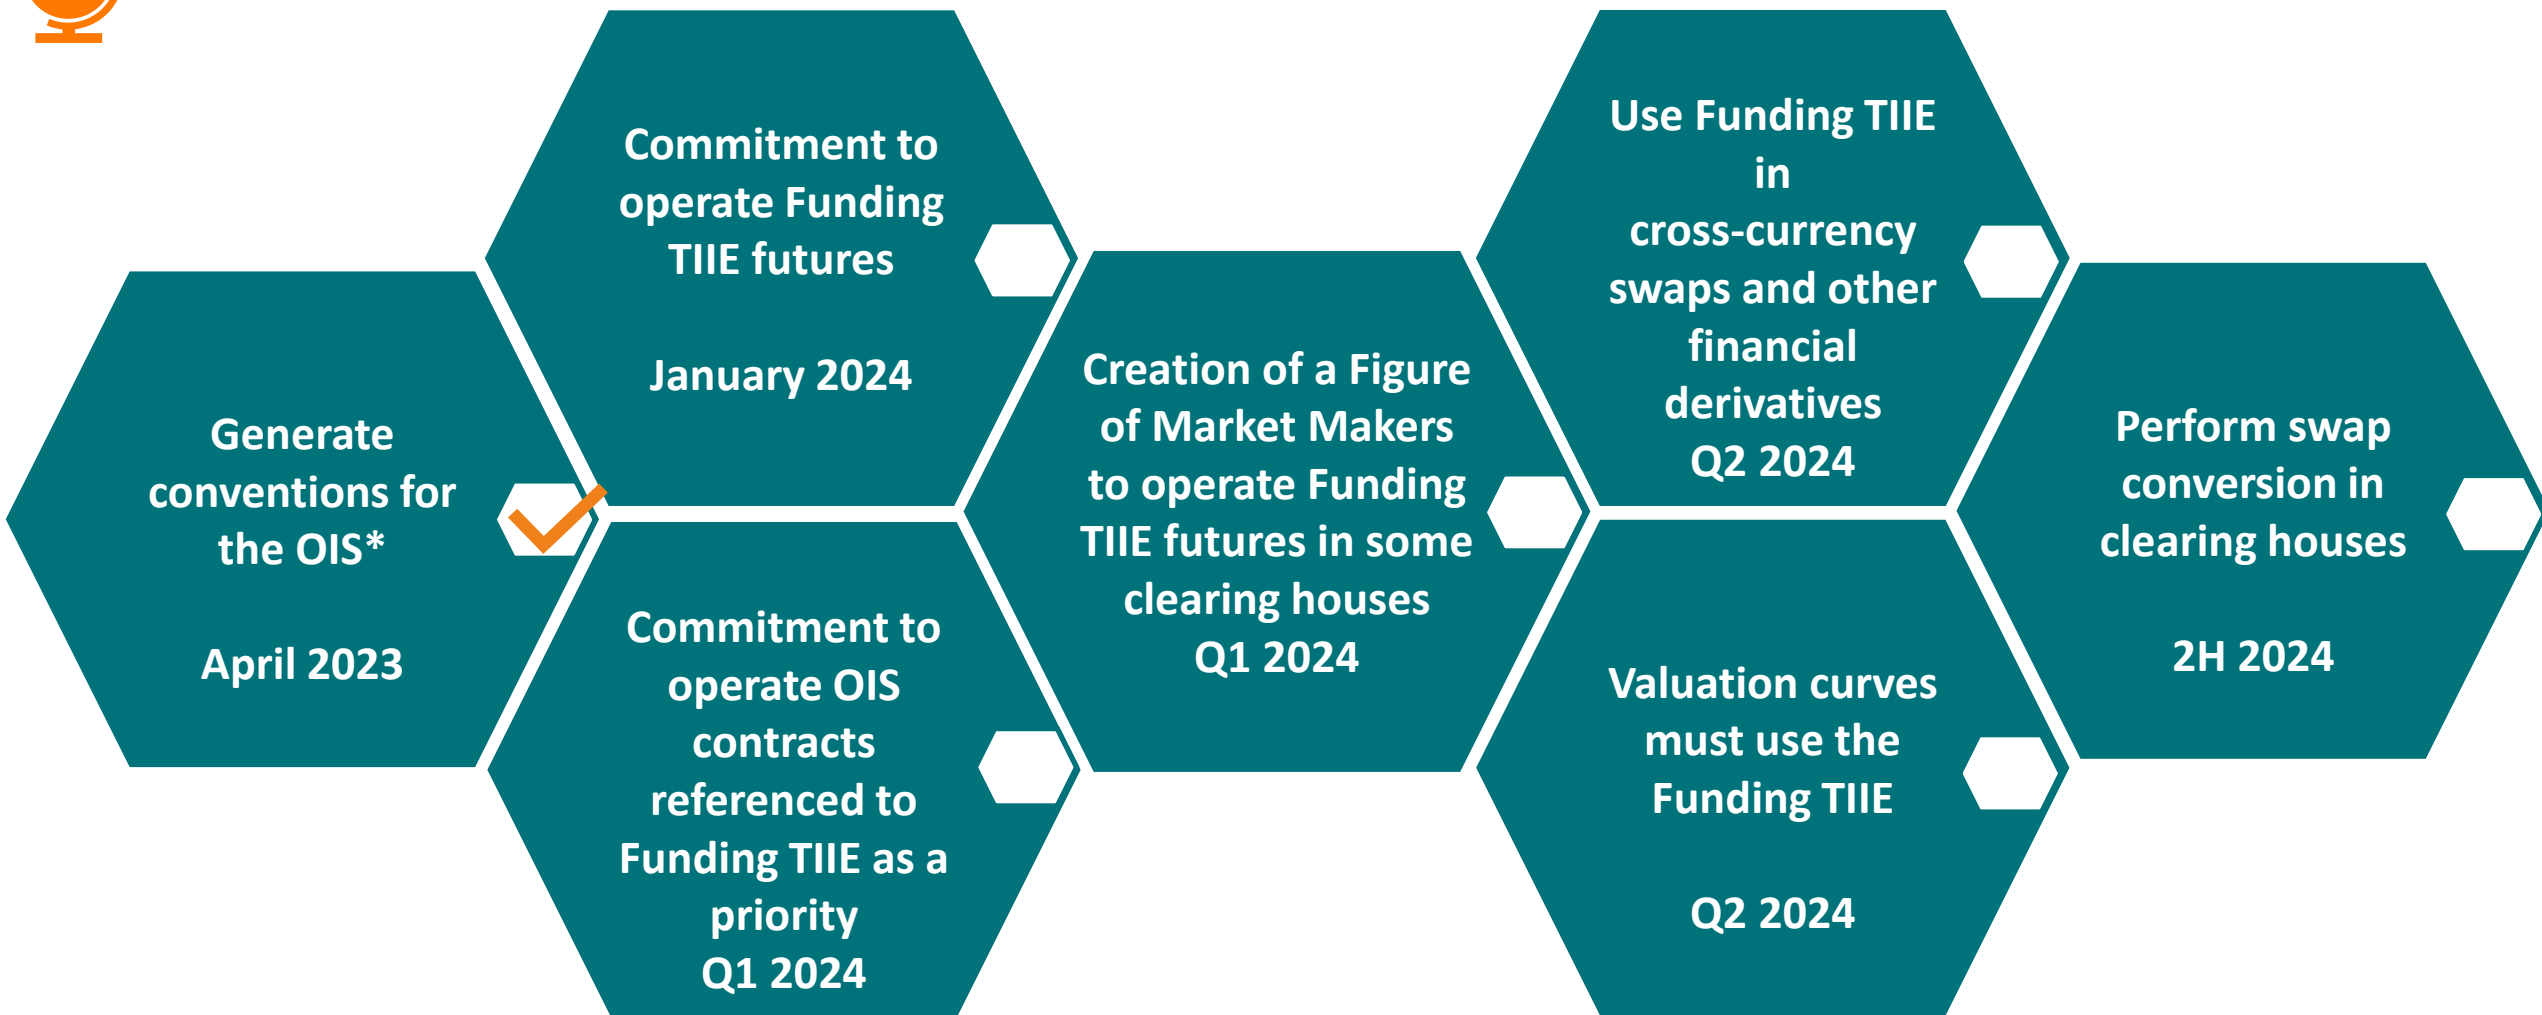 Generate
conventions for
the OIS*
April 2023
Commitment to
operate Funding
TIIE futures
January 2024
Commitment to
operate OIS
contracts
referenced to
Funding TIIE as a
priority
Q1 2024
Creation of a Figure
of Market Makers
to operate Funding
TIIE futures in some
clearing houses
Q1 2024
Use Funding TIIE
in
cross-currency
swaps and other
financial
derivatives
Q2 2024
Valuation curves
must use the
Funding TIIE
Q2 2024
Perform swap
conversion in
clearing houses
2H 2024